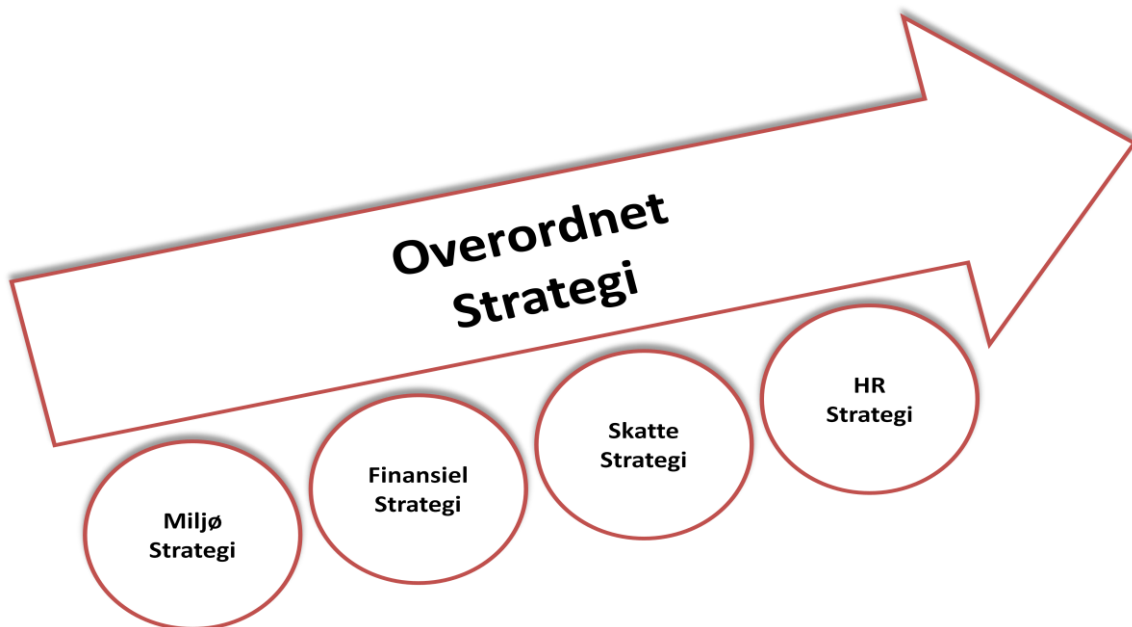 Overordnet
Strategi
Miljø
Strategi
Finansiel
Strategi
Skatte
Strategi
HR
Strategi